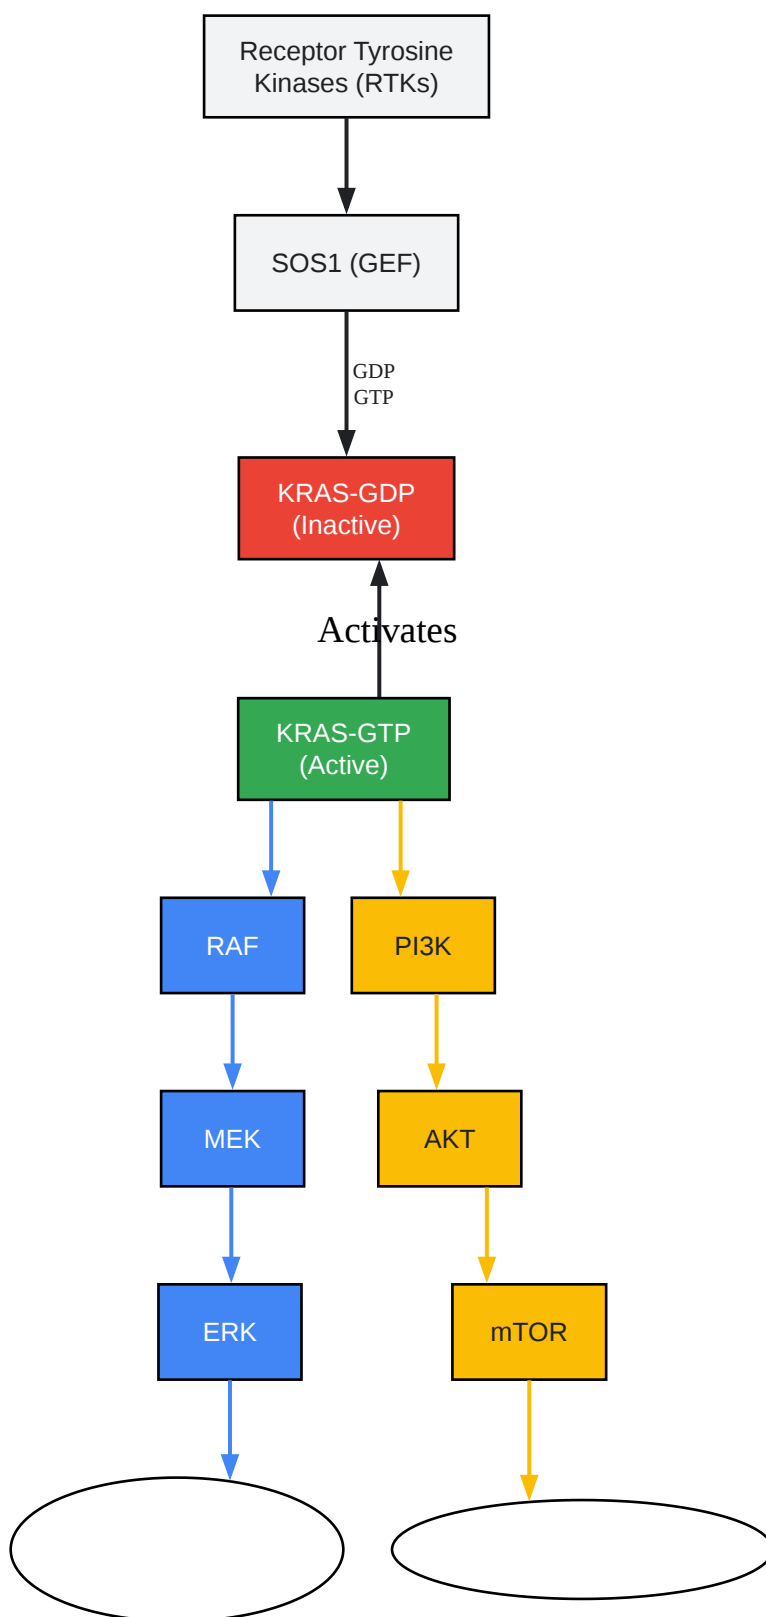 Receptor Tyrosine
Kinases (RTKs)
SOS1 (GEF)
GDP
GTP
KRAS-GDP
(Inactive)
Activates
KRAS-GTP
(Active)
RAF
PI3K
MEK
AKT
ERK
mTOR